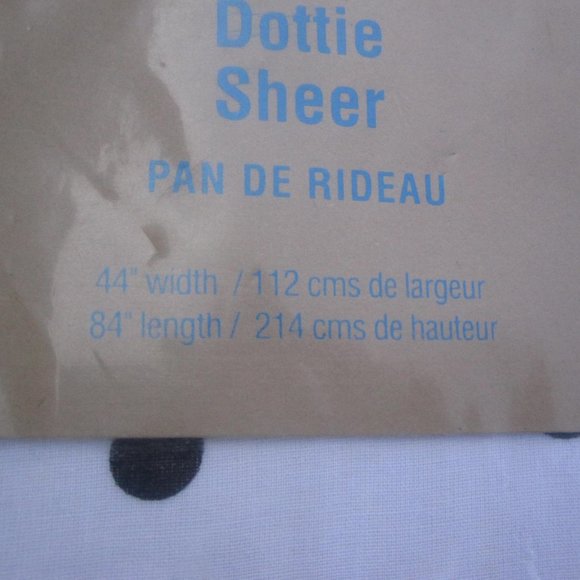 Dottie
Sheer
PAN DE RIDEAU
44" width / 112 cms de largeur
84" length / 214 cms de hauteur